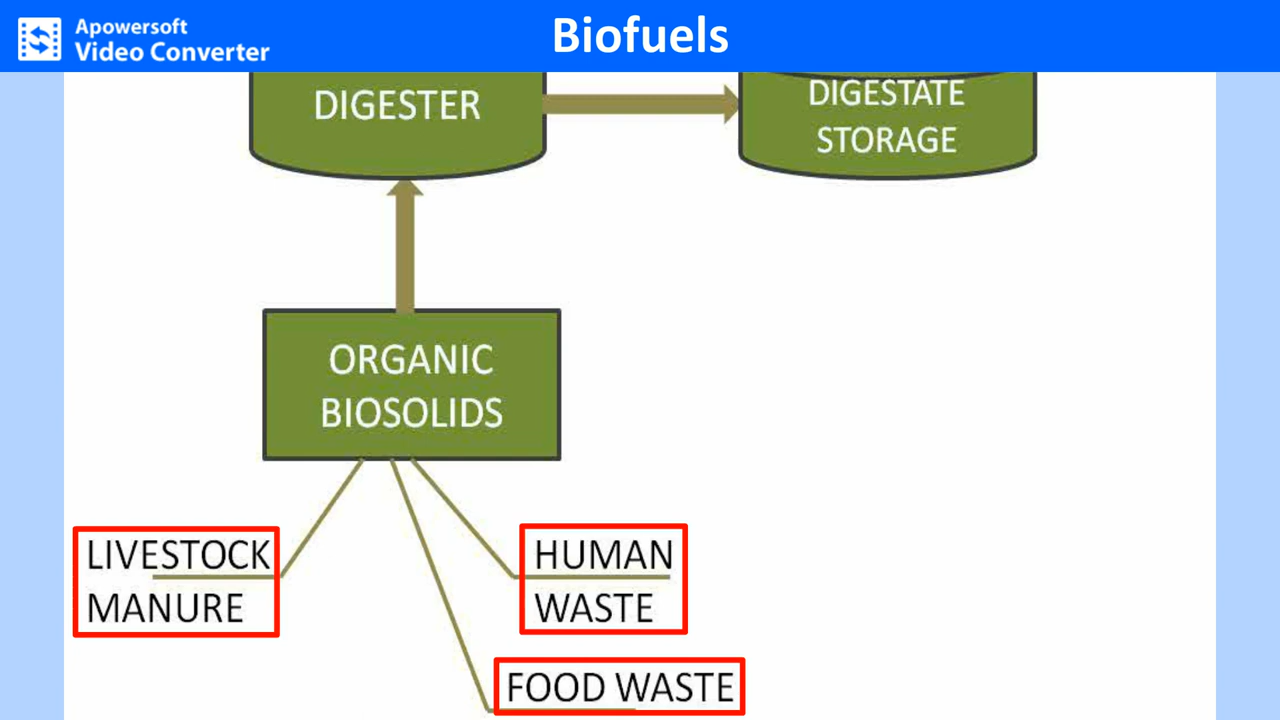 Apowersoft
Video Converter
Biofuels
DIGESTER
DIGESTATE
STORAGE
ORGANIC
BIOSOLIDS
LIVESTOCK
MANURE
HUMAN
WASTE
FOOD WASTE